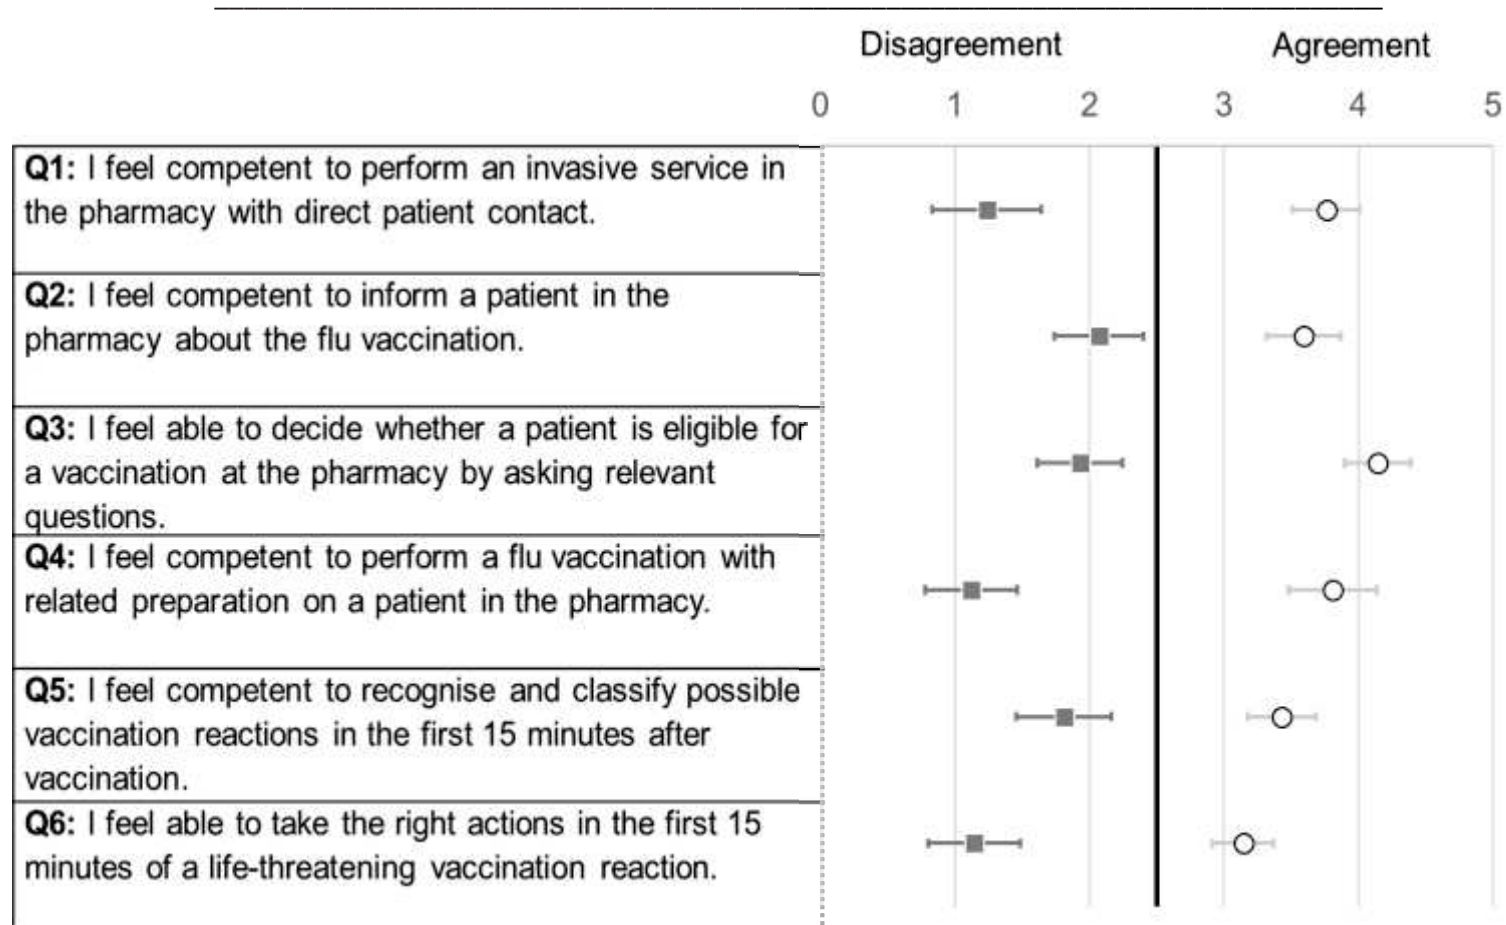 Disagreement Agreement
0 1 2 3 4 5
Q1: I feel competent to perform an invasive service in
the pharmacy with direct patient contact.
Q2: I feel competent to inform a patient in the
pharmacy about the flu vaccination.
Q3: I feel able to decide whether a patient is eligible for
a vaccination at the pharmacy by asking relevant
questions.
Q4: I feel competent to perform a flu vaccination with
related preparation on a patient in the pharmacy.
Q5: I feel competent to recognise and classify possible
vaccination reactions in the first 15 minutes after
vaccination.
Q6: I feel able to take the right actions in the first 15
minutes of a life-threatening vaccination reaction.